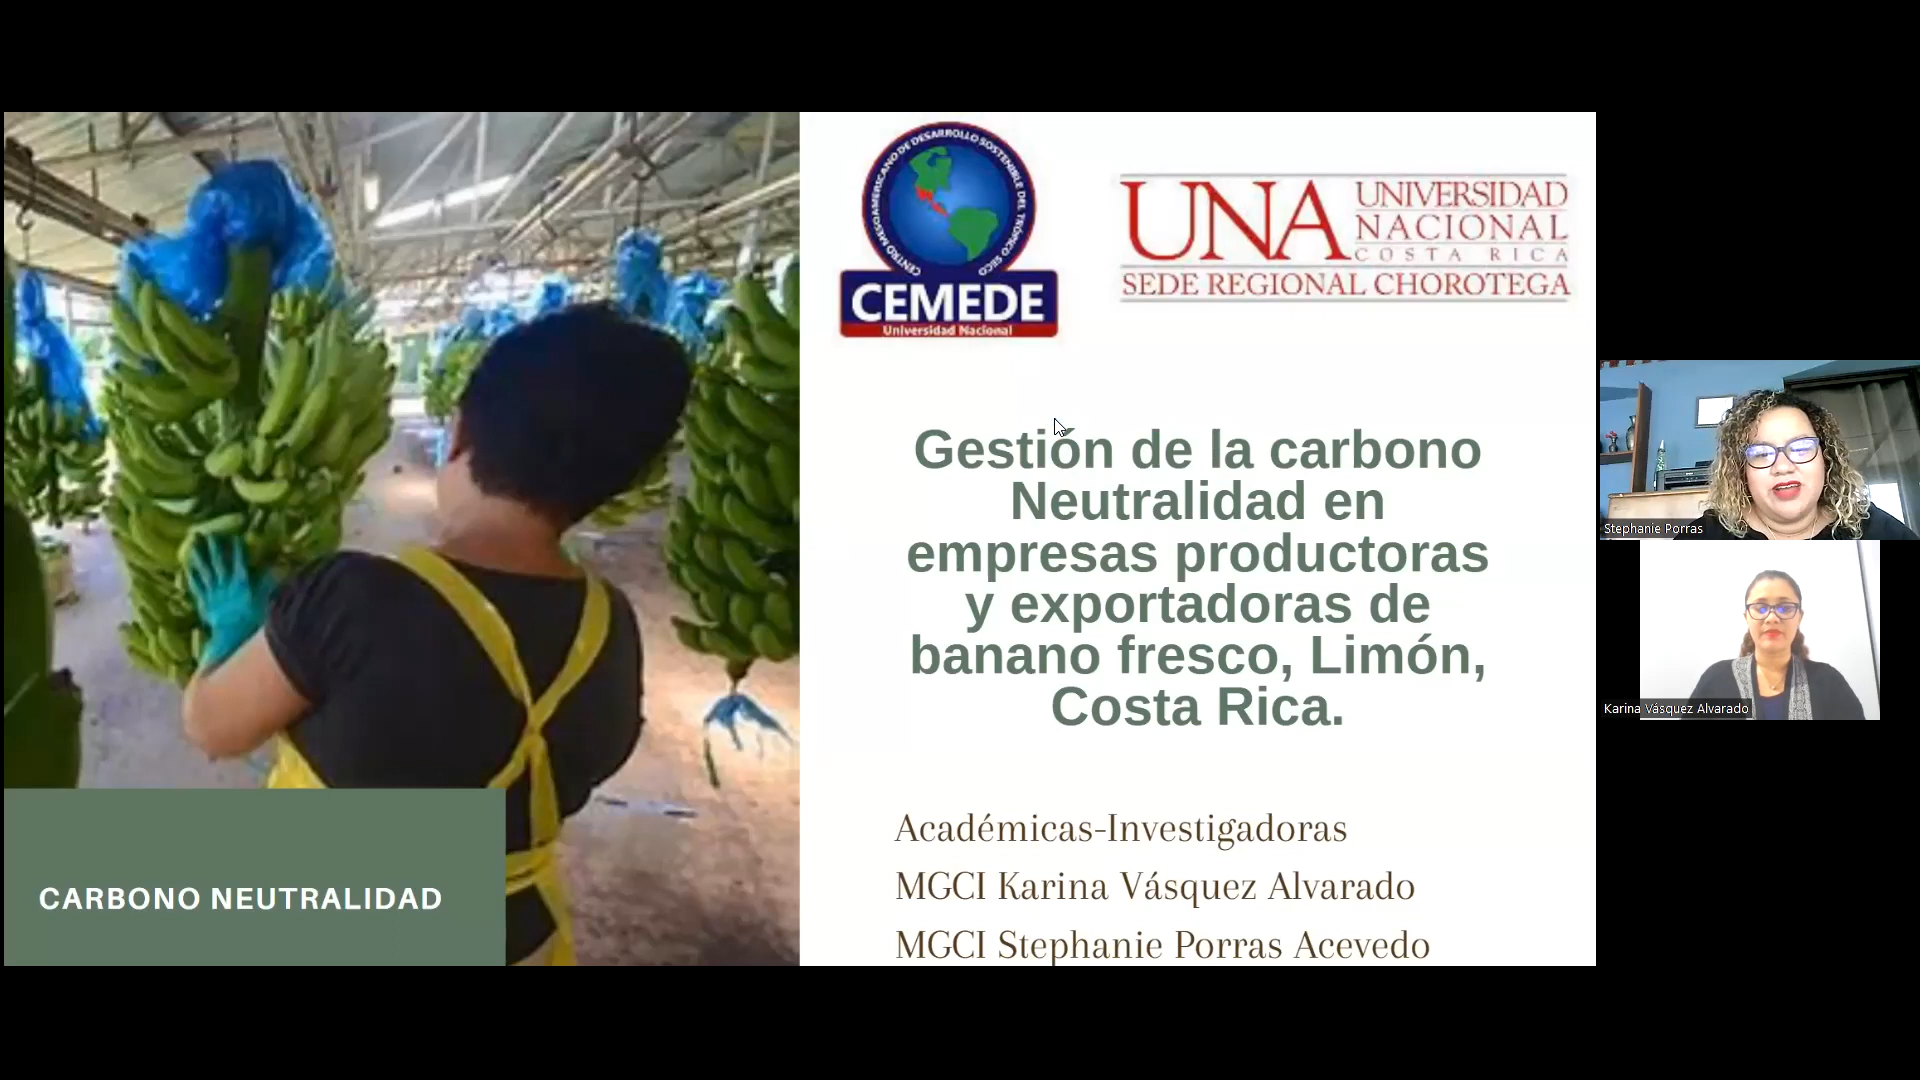 CENTRO MESOAMERICANO DE DESARROLLO SOSTENIBLE DEL TRÓPICO SECO
CEMEDE
Universidad Nacional
UNA
UNIVERSIDAD
NACIONAL
COSTA RICA
SEDE REGIONAL CHOROTEGA
Gestión de la carbono
Neutralidad en
empresas productoras
y exportadoras de
banano fresco, Limón,
Costa Rica.
Académicas-Investigadoras
MGCI Karina Vásquez Alvarado
MGCI Stephanie Porras Acevedo
CARBONO NEUTRALIDAD
Stephanie Porras
Karina Vásquez Alvarado